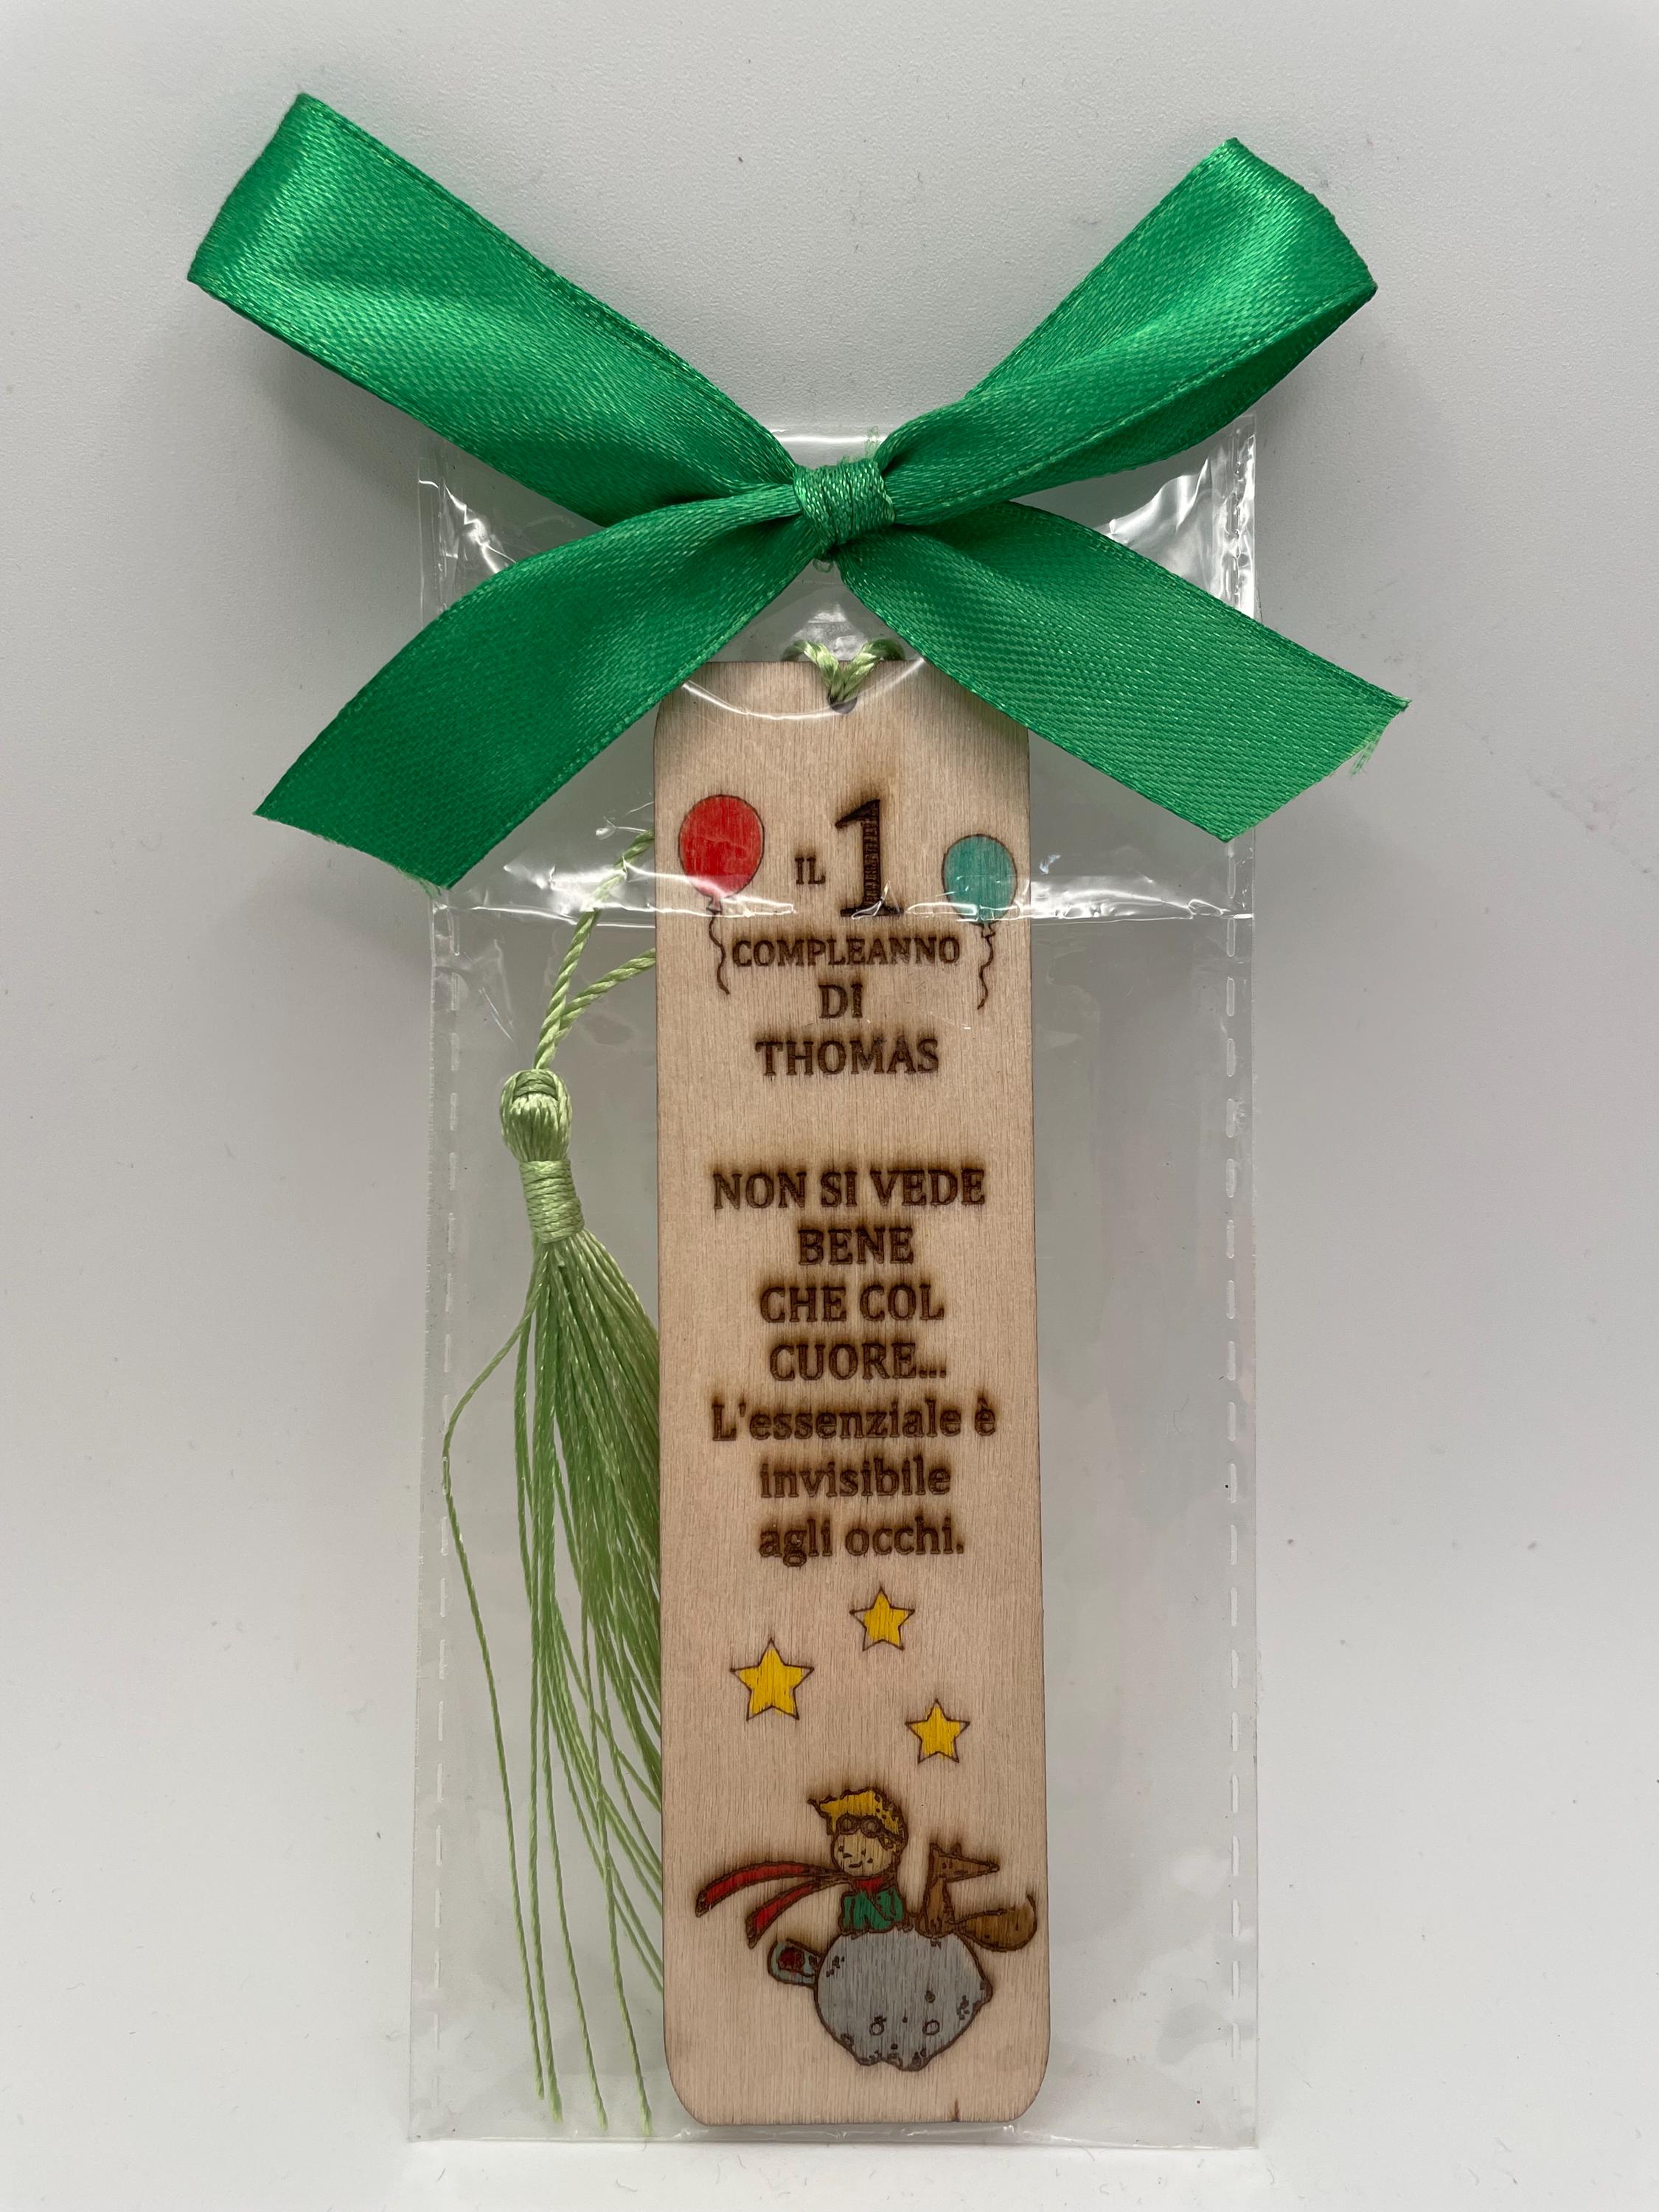 IL 1
COMPLEANNO
DI
THOMAS
NON SI VEDE
BENE
CHE COL
CUORE...
L'essenziale è
invisibile
agli occhi.